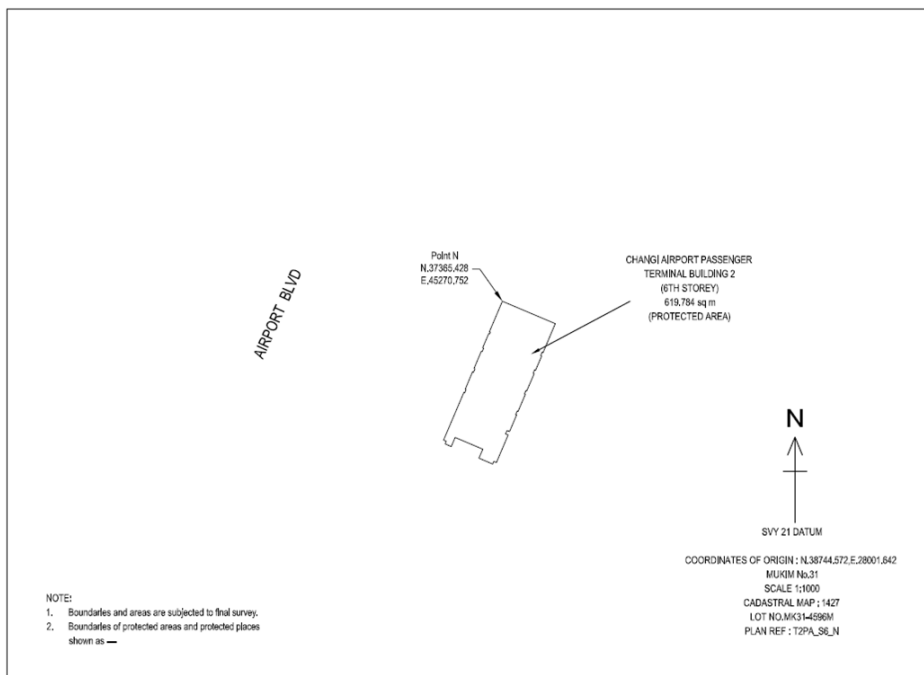 Point N
N.37365.428
E.45270.752
CHANGI AIRPORT PASSENGER
TERMINAL BUILDING 2
(6TH STOREY)
619.784 sq m
(PROTECTED AREA)
AIRPORT BLVD
N
SVY 21 DATUM
COORDINATES OF ORIGIN : N.38744.572,E.28001.642
MUKIM No.31
SCALE 1:1000
CADASTRAL MAP : 1427
LOT NO.MK31-4596M
PLAN REF : T2PA_S6_N
NOTE:
1. Boundaries and areas are subjected to final survey.
2. Boundaries of protected areas and protected places
shown as —